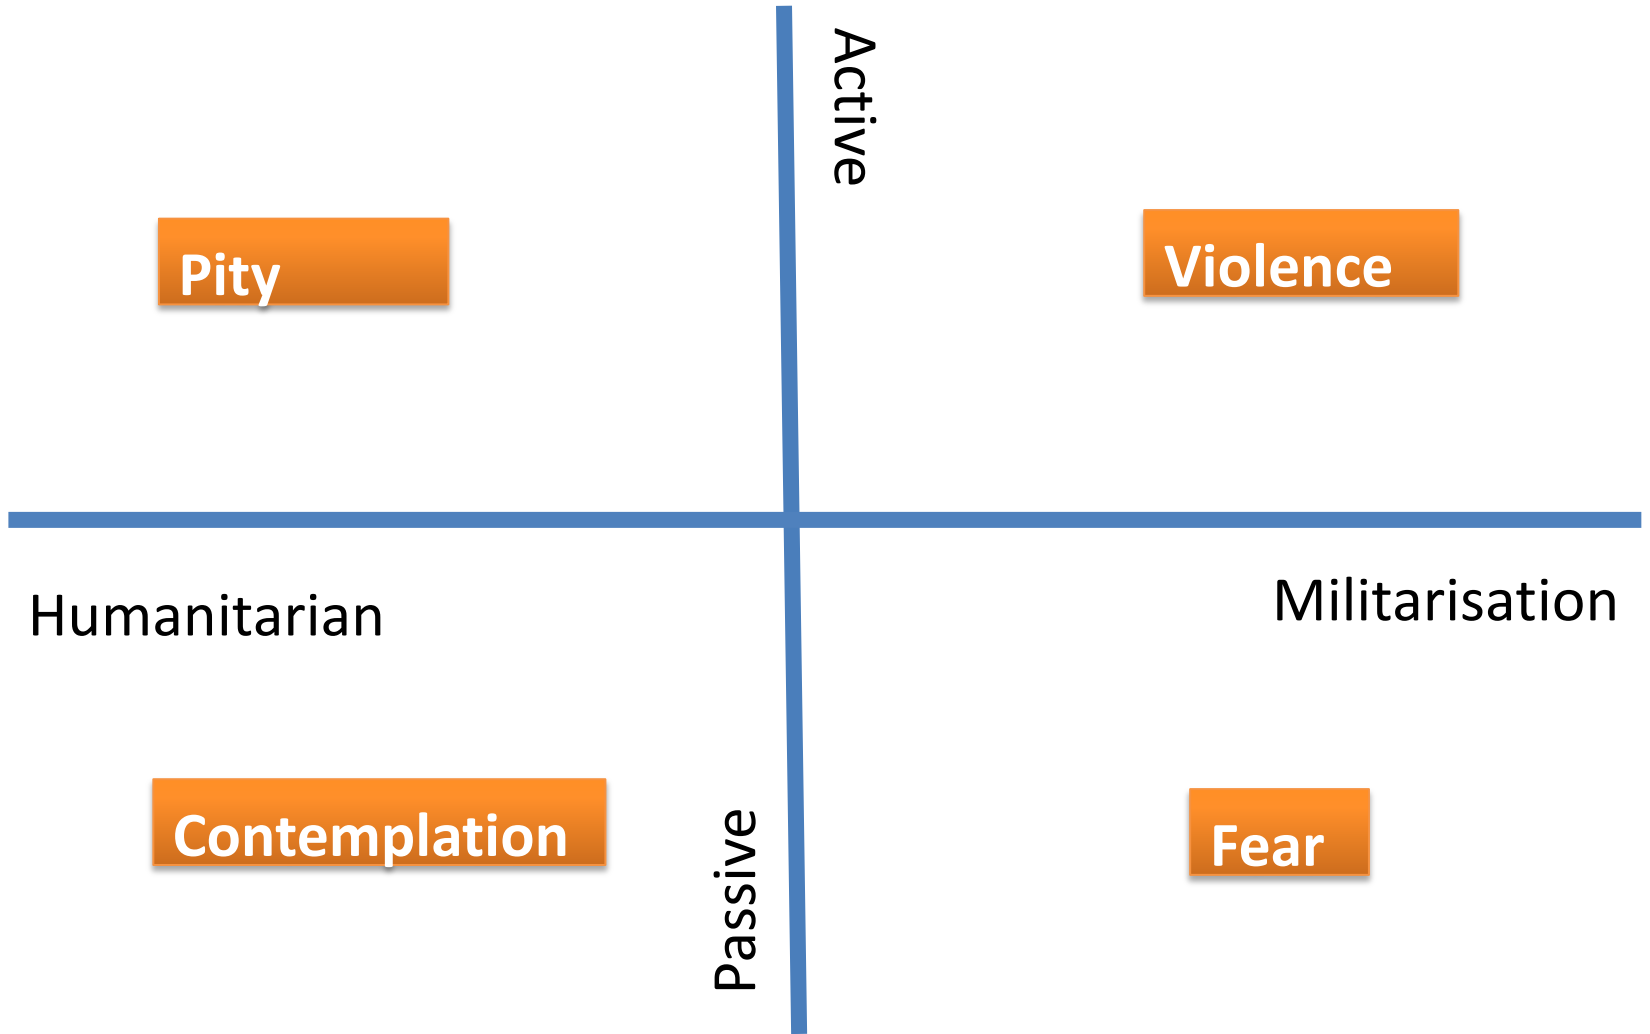 Active
Pity
Violence
Humanitarian
Militarisation
Contemplation
Passive
Fear